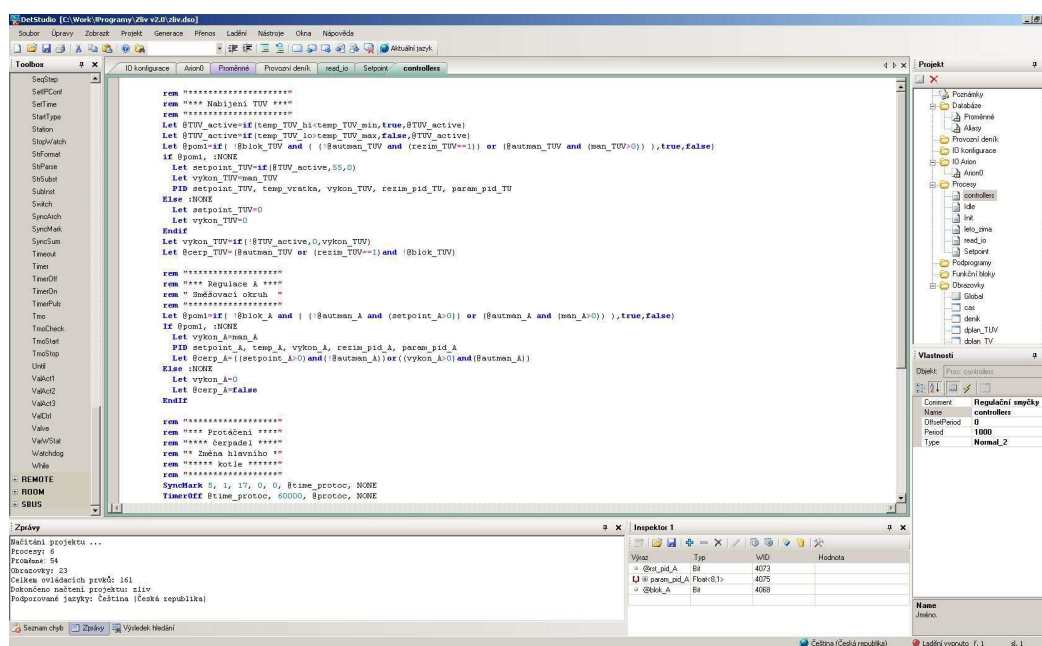 DetStudio [C:\Work\!Programy\Zliv v2.0\zliv.dso]
Soubor Úpravy Zobrazit Projekt Generace Přenos Ladění Nástroje Okna Nápověda
Aktuální jazyk
Toolbox
SeqStep
SetIPConf
SetTime
StartType
Station
StopWatch
StrFormat
StrParse
StrSubst
SubInst
Switch
SyncArch
SyncMark
SyncSum
Timeout
Timer
TimerOff
TimerOn
TimerPuls
Tmo
TmoCheck
TmoStart
TmoStop
Until
ValAct1
ValAct2
ValAct3
ValDrl
Valve
VarWStat
Watchdog
While
REMOTE
ROOM
SBUS
IO konfigurace Arion0 Proměnné Provozní deník read_io Setpoint controllers
rem "********************"
rem "*** Nabíjení TUV ***"
rem "********************"
Let @TUV_active=if(temp_TUV_hi<temp_TUV_min,true,@TUV_active)
Let @TUV_active=if(temp_TUV_lo>temp_TUV_max,false,@TUV_active)
Let @pom1=if( !@blok_TUV and ( (!@autman_TUV and (rezim_TUV==1)) or (@autman_TUV and (man_TUV>0)) ),true,false)
if @pom1, :NONE
Let setpoint_TUV=if(@TUV_active,55,0)
Let vykon_TUV=man_TUV
PID setpoint_TUV, temp_vratka, vykon_TUV, rezim_pid_TU, param_pid_TU
Else :NONE
Let setpoint_TUV=0
Let vykon_TUV=0
Endif
Let vykon_TUV=if(!@TUV_active,0,vykon_TUV)
Let @cerp_TUV=(@autman_TUV or (rezim_TUV==1)and !@blok_TUV)
rem "******************"
rem "*** Regulace A ***"
rem " Směšovací okruh  "
rem "******************"
Let @pom1=if( !@blok_A and ( (!@autman_A and (setpoint_A>0)) or (@autman_A and (man_A>0)) ),true,false)
If @pom1, :NONE
Let vykon_A=man_A
PID setpoint_A, temp_A, vykon_A, rezim_pid_A, param_pid_A
Let @cerp_A=((setpoint_A>0)and(!@autman_A))or((vykon_A>0)and(@autman_A))
Else :NONE
Let vykon_A=0
Let @cerp_A=false
EndIf
rem "******************"
rem "*** Protáčení ****"
rem "**** čerpadel ****"
rem "* Změna hlavního *"
rem "***** kotle ******"
rem "******************"
SyncMark 5, 1, 17, 0, 0, @time_protoc, NONE
TimerOff @time_protoc, 60000, @protoc, NONE
Projekt
Poznámky
Databáze
Proměnné
Aliasy
Provozní deník
IO konfigurace
IO Arion
Arion0
Procesy
controllers
Idle
Init
leto_zima
read_io
Setpoint
Podprogramy
Funkční bloky
Obrazovky
Global
cas
denik
dplan_TUV
dplan_TV
Vlastnosti
Objekt: Proc: controllers
Comment Regulační smyčky
Name controllers
OffsetPeriod 0
Period 1000
Type Normal_2
Name
Jméno.
Zprávy
Načítání projektu ...
Procesy: 6
Proměnné: 54
Obrazovky: 23
Celkem ovládacích prvků: 161
Dokončeno načtení projektu: zliv
Podporované jazyky: Čeština (Česká republika)
Seznam chyb Zprávy Výsledek hledání
Inspektor 1
Výraz Typ WID Hodnota
@rst_pid_A Bit 4073
param_pid_A Float<8,1> 4075
@blok_A Bit 4068
Čeština (Česká republika) Ladění vypnuto ř. 1 sl. 1